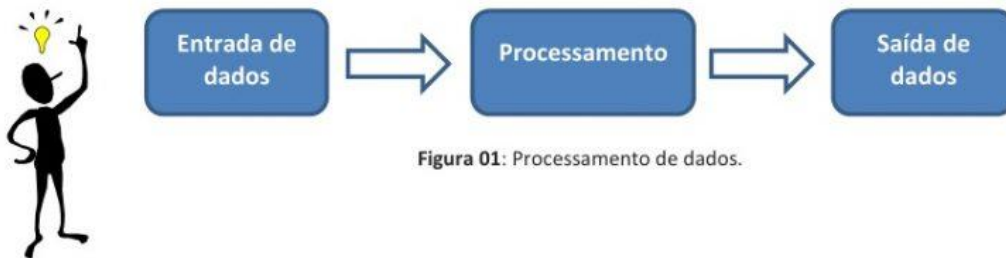 Entrada de
dados
Processamento
Saída de
dados
Figura 01: Processamento de dados.